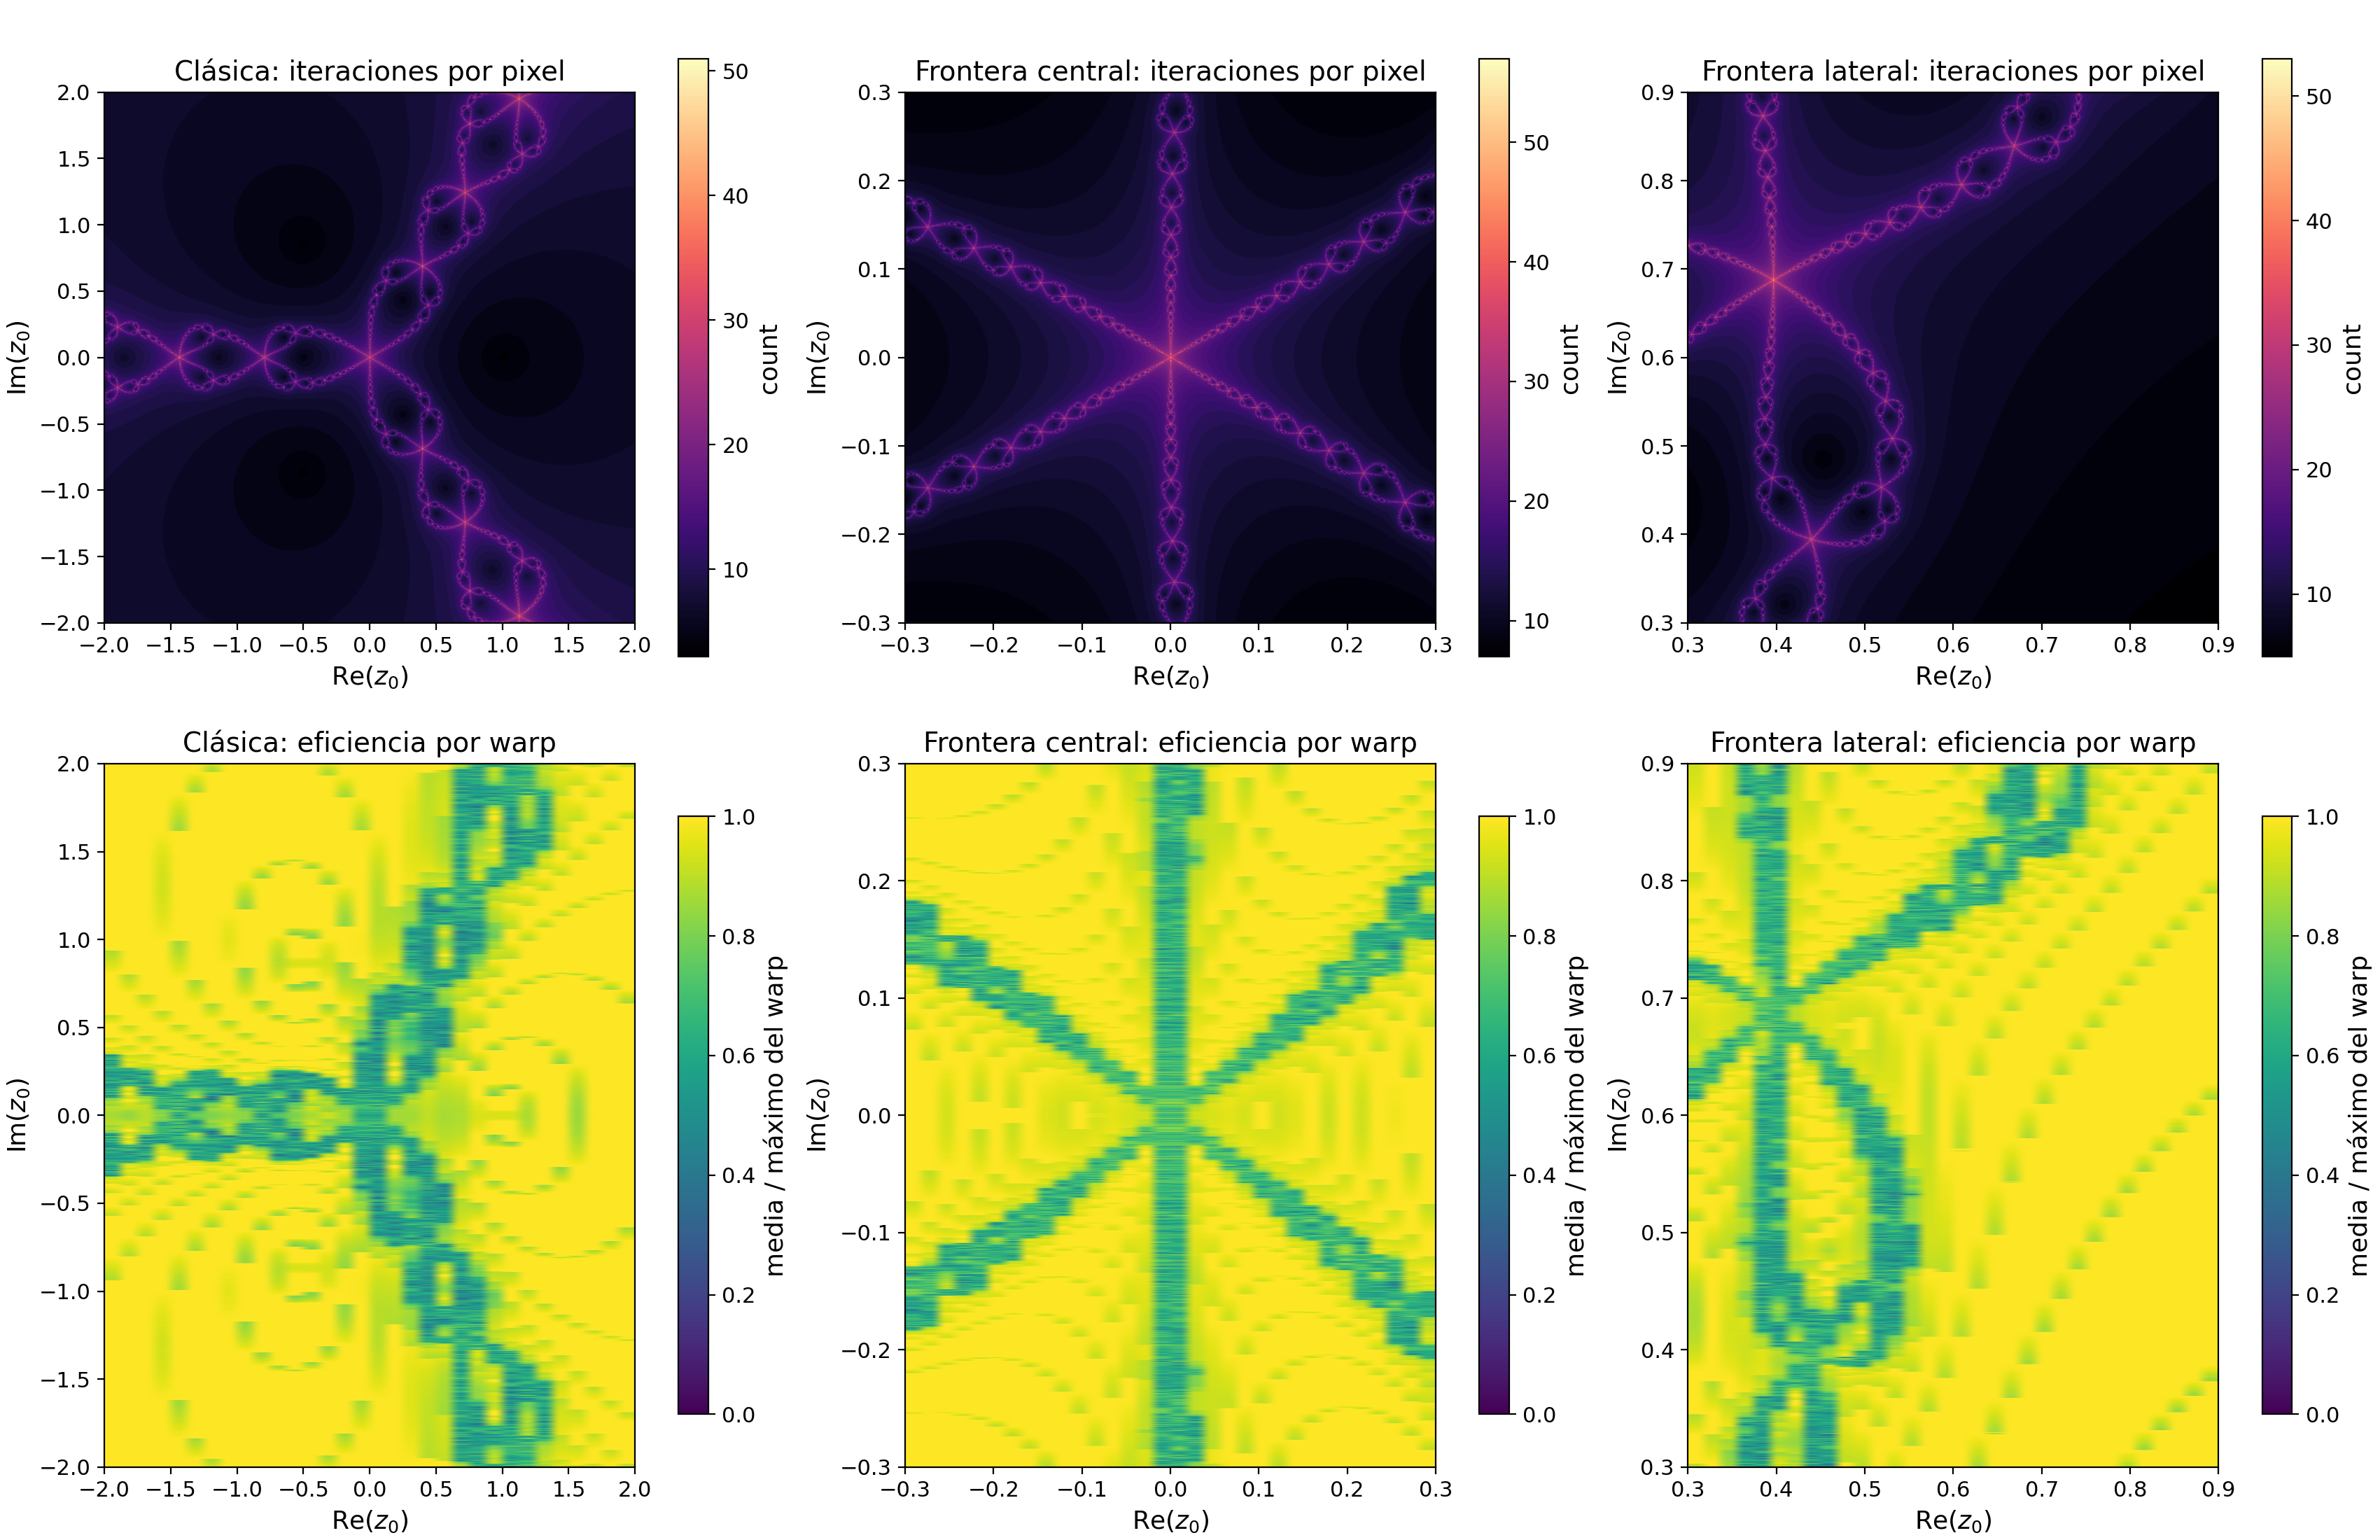 Clásica: iteraciones por pixel
2.0
1.5
1.0
0.5
0.0
−0.5
−1.0
−1.5
−2.0
Im(z₀)
−2.0 −1.5 −1.0 −0.5 0.0 0.5 1.0 1.5 2.0
Re(z₀)
50
40
30
20
10
count
Frontera central: iteraciones por pixel
0.3
0.2
0.1
0.0
−0.1
−0.2
−0.3
Im(z₀)
−0.3 −0.2 −0.1 0.0 0.1 0.2 0.3
Re(z₀)
50
40
30
20
10
count
Frontera lateral: iteraciones por pixel
0.9
0.8
0.7
0.6
0.5
0.4
0.3
Im(z₀)
0.3 0.4 0.5 0.6 0.7 0.8 0.9
Re(z₀)
50
40
30
20
10
count
Clásica: eficiencia por warp
2.0
1.5
1.0
0.5
0.0
−0.5
−1.0
−1.5
−2.0
Im(z₀)
−2.0 −1.5 −1.0 −0.5 0.0 0.5 1.0 1.5 2.0
Re(z₀)
1.0
0.8
0.6
0.4
0.2
0.0
media / máximo del warp
Frontera central: eficiencia por warp
0.3
0.2
0.1
0.0
−0.1
−0.2
−0.3
Im(z₀)
−0.3 −0.2 −0.1 0.0 0.1 0.2 0.3
Re(z₀)
1.0
0.8
0.6
0.4
0.2
0.0
media / máximo del warp
Frontera lateral: eficiencia por warp
0.9
0.8
0.7
0.6
0.5
0.4
0.3
Im(z₀)
0.3 0.4 0.5 0.6 0.7 0.8 0.9
Re(z₀)
1.0
0.8
0.6
0.4
0.2
0.0
media / máximo del warp